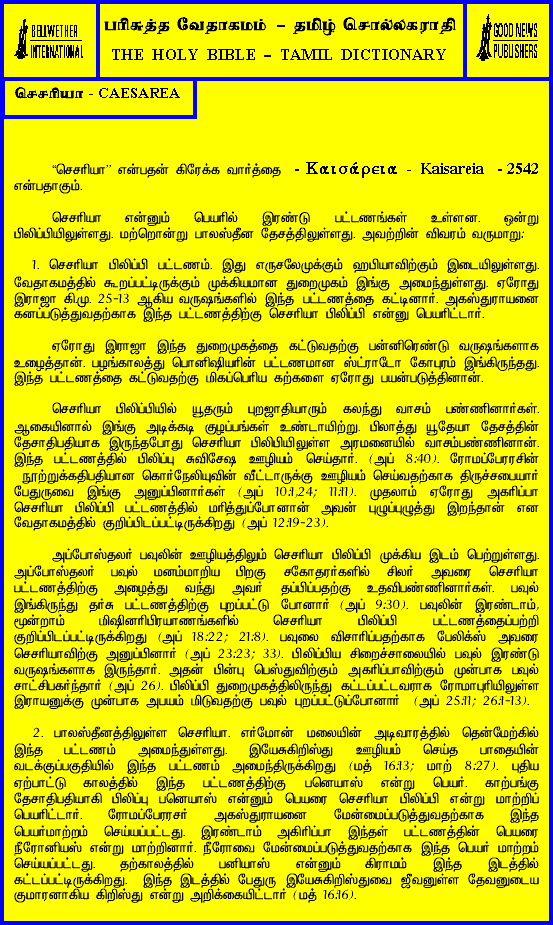 BELLWETHER
INTERNATIONAL
பரிசுத்த வேதாகமம் – தமிழ் சொல்லகராதி
THE HOLY BIBLE – TAMIL DICTIONARY
GOOD NEWS
PUBLISHERS
செசரியா - CAESAREA
“செசரியா” என்பதன் கிரேக்க வார்த்தை - Καισάρεια - Kaisareia - 2542
என்பதாகும்.
செசரியா என்னும் பெயரில் இரண்டு பட்டணங்கள் உள்ளன. ஒன்று
பிலிப்பியிலுள்ளது. மற்றொன்று பாலஸ்தீன தேசத்திலுள்ளது. அவற்றின் விவரம் வருமாறு:
1. செசரியா பிலிப்பி பட்டணம். இது எருசலேமுக்கும் ஹபியாவிற்கும் இடையிலுள்ளது.
வேதாகமத்தில் கூறப்பட்டிருக்கும் முக்கியமான துறைமுகம் இங்கு அமைந்துள்ளது. ஏரோது
இராஜா கி.மு. 25-13 ஆகிய வருஷங்களில் இந்த பட்டணத்தை கட்டினார். அகஸ்துராயனை
கனப்படுத்துவதற்காக இந்த பட்டணத்திற்கு செசரியா பிலிப்பி என்னு பெயரிட்டார்.
ஏரோது இராஜா இந்த துறைமுகத்தை கட்டுவதற்கு பன்னிரெண்டு வருஷங்களாக
உழைத்தான். பழங்காலத்து பொனிஷியரின் பட்டணமான ஸ்ட்ராடோ கோபுரம் இங்கிருந்தது.
இந்த பட்டணத்தை கட்டுவதற்கு மிகப்பெரிய கற்களை ஏரோது பயன்படுத்தினான்.
செசரியா பிலிப்பியில் யூதரும் புறஜாதியாரும் கலந்து வாசம் பண்ணினார்கள்.
ஆகையினால் இங்கு அடிக்கடி குழப்பங்கள் உண்டாயிற்று. பிலாத்து யூதேயா தேசத்தின்
தேசாதிபதியாக இருந்தபோது செசரியா பிலிபியிலுள்ள அரமனையில் வாசம்பண்ணினான்.
இந்த பட்டணத்தில் பிலிப்பு சுவிசேஷ ஊழியம் செய்தார். (அப் 8:40). ரோமப்பேரரசின்
நூற்றுக்கதிபதியான கொர்நேலியுவின் வீட்டாருக்கு ஊழியம் செய்வதற்காக திருச்சபையார்
பேதுருவை இங்கு அனுப்பினார்கள் (அப் 10:1,24; 11:11). முதலாம் ஏரோது அகரிப்பா
செசரியா பிலிப்பி பட்டணத்தில் மரித்துப்போனான் அவன் புழுப்புழுத்து இறந்தான் என
வேதாகமத்தில் குறிப்பிடப்பட்டிருக்கிறது (அப் 12:19-23).
அப்போஸ்தலர் பவுலின் ஊழியத்திலும் செசரியா பிலிப்பி முக்கிய இடம் பெற்றுள்ளது.
அப்போஸ்தலர் பவுல் மனம்மாறிய பிறகு சகோதரர்களில் சிலர் அவரை செசரியா
பட்டணத்திற்கு அழைத்து வந்து அவர் தப்பிப்பதற்கு உதவிபண்ணினார்கள். பவுல்
இங்கிருந்து தர்சு பட்டணத்திற்கு புறப்பட்டு போனார் (அப் 9:30). பவுலின் இரண்டாம்,
மூன்றாம் மிஷினரிபிரயாணங்களில் செசரியா பிலிப்பி பட்டணத்தைப்பற்றி
குறிப்பிடப்பட்டிருக்கிறது (அப் 18:22; 21:8). பவுலை விசாரிப்பதற்காக பேலிக்ஸ் அவரை
செசரியாவிற்கு அனுப்பினார் (அப் 23:23; 33). பிலிப்பிய சிறைச்சாலையில் பவுல் இரண்டு
வருஷங்களாக இருந்தார். அதன் பின்பு பெஸ்துவிற்கும் அகரிப்பாவிற்கும் முன்பாக பவுல்
சாட்சிபகர்ந்தார் (அப் 26). பிலிப்பி துறைமுகத்திலிருந்து கட்டப்பட்டவராக ரோமாபுரியிலுள்ள
இராயனுக்கு முன்பாக அபயம் மிடுவதற்கு பவுல் புறப்பட்டுப்போனார் (அப் 25:11; 26:1-13).
2. பாலஸ்தீனத்திலுள்ள செசரியா. எர்மோன் மலையின் அடிவாரத்தில் தென்மேற்கில்
இந்த பட்டணம் அமைந்துள்ளது. இயேசுகிறிஸ்து ஊழியம் செய்த பாதையின்
வடக்குப்பகுதியில் இந்த பட்டணம் அமைந்திருக்கிறது (மத் 16:13; மாற் 8:27). புதிய
ஏற்பாட்டு காலத்தில் இந்த பட்டணத்திற்கு பனெயாஸ் என்று பெயர். காற்பங்கு
தேசாதிபதியாகி பிலிப்பு பனெயாஸ் என்னும் பெயரை செசரியா பிலிப்பி என்று மாற்றிப்
பெயரிட்டார். ரோமப்பேரரசர் அகஸ்துராயனை மேன்மைப்படுத்துவதற்காக இந்த
பெயர்மாற்றம் செய்யப்பட்டது. இரண்டாம் அகிரிப்பா இந்தள் பட்டணத்தின் பெயரை
நீரோனியஸ் என்று மாற்றினார். நீரோவை மேன்மைப்படுத்துவதற்காக இந்த பெயர் மாற்றம்
செய்யப்பட்டது. தற்காலத்தில் பனியாஸ் என்னும் கிராமம் இந்த இடத்தில்
கட்டப்பட்டிருக்கிறது. இந்த இடத்தில் பேதுரு இயேசுகிறிஸ்துவை ஜீவனுள்ள தேவனுடைய
குமாரனாகிய கிறிஸ்து என்று அறிக்கையிட்டார் (மத் 16:16).